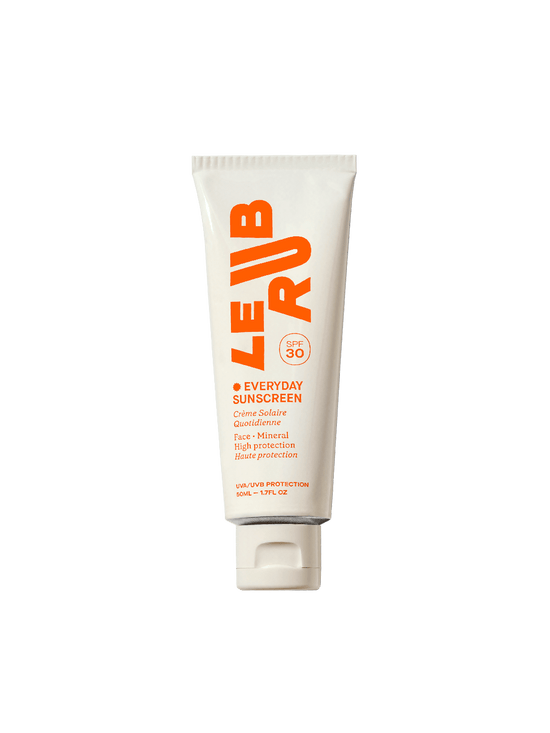 LE RUB
SPF
30
EVERYDAY
SUNSCREEN
Crème Solaire
Quotidienne
Face • Mineral
High protection
Haute protection
UVA/UVB PROTECTION
50ML – 1.7FL OZ